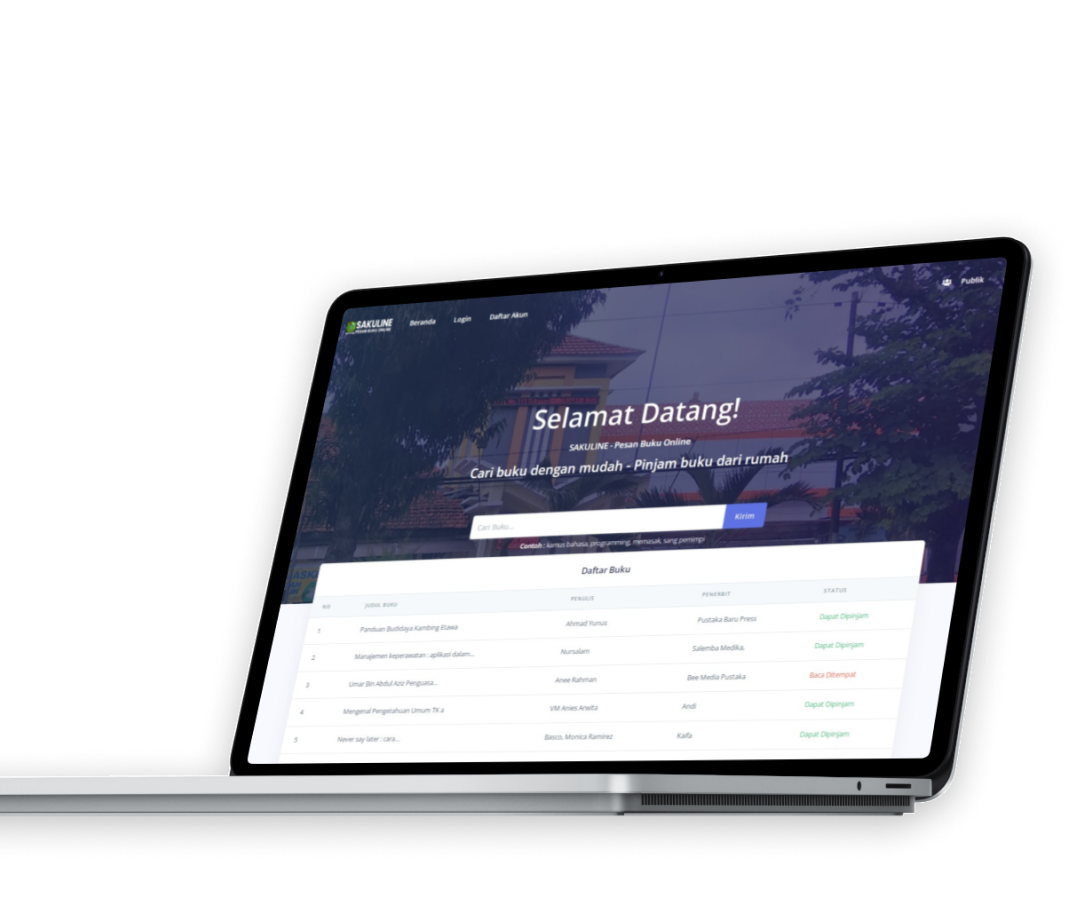 SAKULINE
PESAN BUKU ONLINE
Beranda Login Daftar Akun
Publik
Selamat Datang!
SAKULINE - Pesan Buku Online
Cari buku dengan mudah - Pinjam buku dari rumah
Cari Buku... Kirim
Contoh : kamus bahasa, programming, memasak, sang pemimpi
Daftar Buku
NO JUDUL BUKU PENULIS PENERBIT STATUS
1 Panduan Budidaya Kambing Etawa Ahmad Yunus Pustaka Baru Press Dapat Dipinjam
2 Manajemen keperawatan : aplikasi dalam... Nursalam Salemba Medika, Dapat Dipinjam
3 Umar Bin Abdul Aziz Penguasa... Anee Rahman Bee Media Pustaka Baca Ditempat
4 Mengenal Pengetahuan Umum TK a VM Anies Arwita Andi Dapat Dipinjam
5 Never say later : cara... Basco, Monica Ramirez Kaifa Dapat Dipinjam